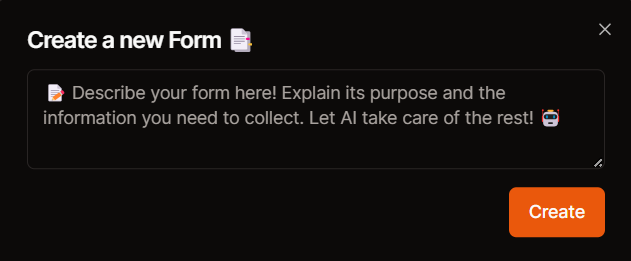 Create a new Form 📑
📝 Describe your form here! Explain its purpose and the
information you need to collect. Let AI take care of the rest! 🤖
Create